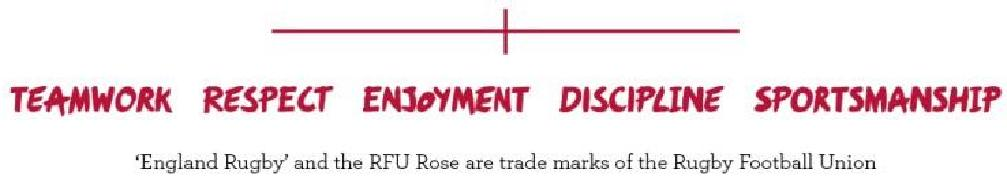 TEAMWORK RESPECT ENJOYMENT DISCIPLINE SPORTSMANSHIP
‘England Rugby’ and the RFU Rose are trade marks of the Rugby Football Union